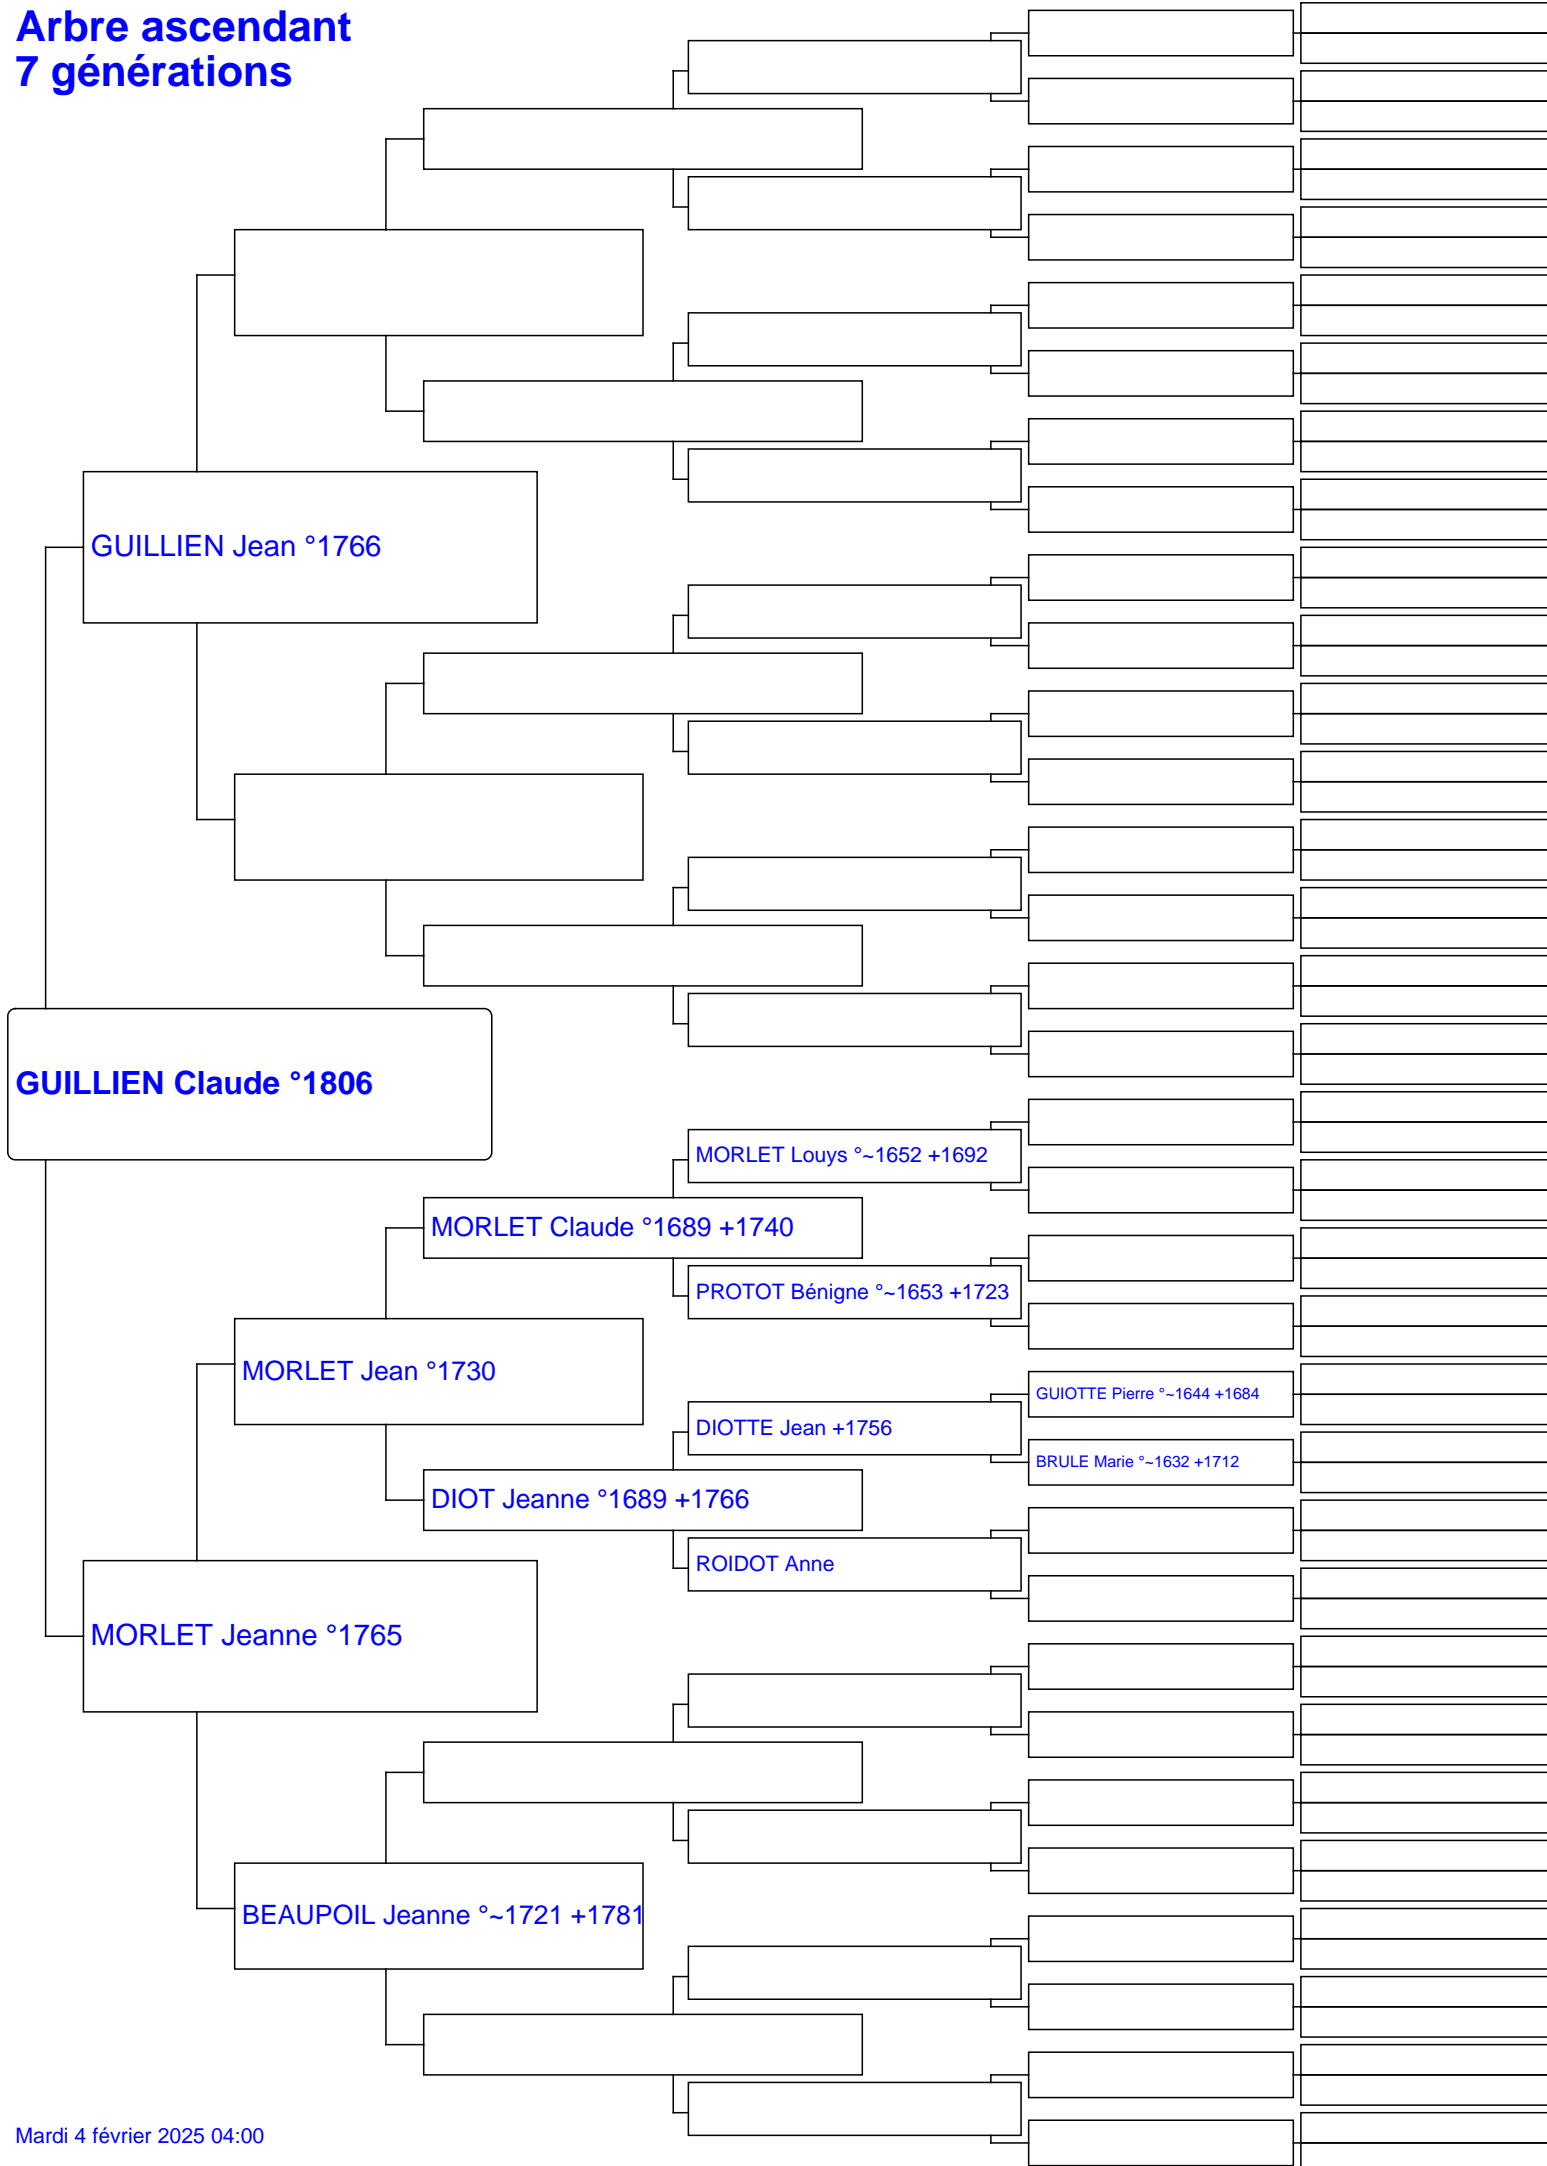 Arbre ascendant
7 générations
GUILLIEN Jean °1766
GUILLIEN Claude °1806
MORLET Louys °~1652 +1692
MORLET Claude °1689 +1740
PROTOT Bénigne °~1653 +1723
MORLET Jean °1730
GUIOTTE Pierre °~1644 +1684
DIOTTE Jean +1756
BRULE Marie °~1632 +1712
DIOT Jeanne °1689 +1766
ROIDOT Anne
MORLET Jeanne °1765
BEAUPOIL Jeanne °~1721 +1781
Mardi 4 février 2025 04:00